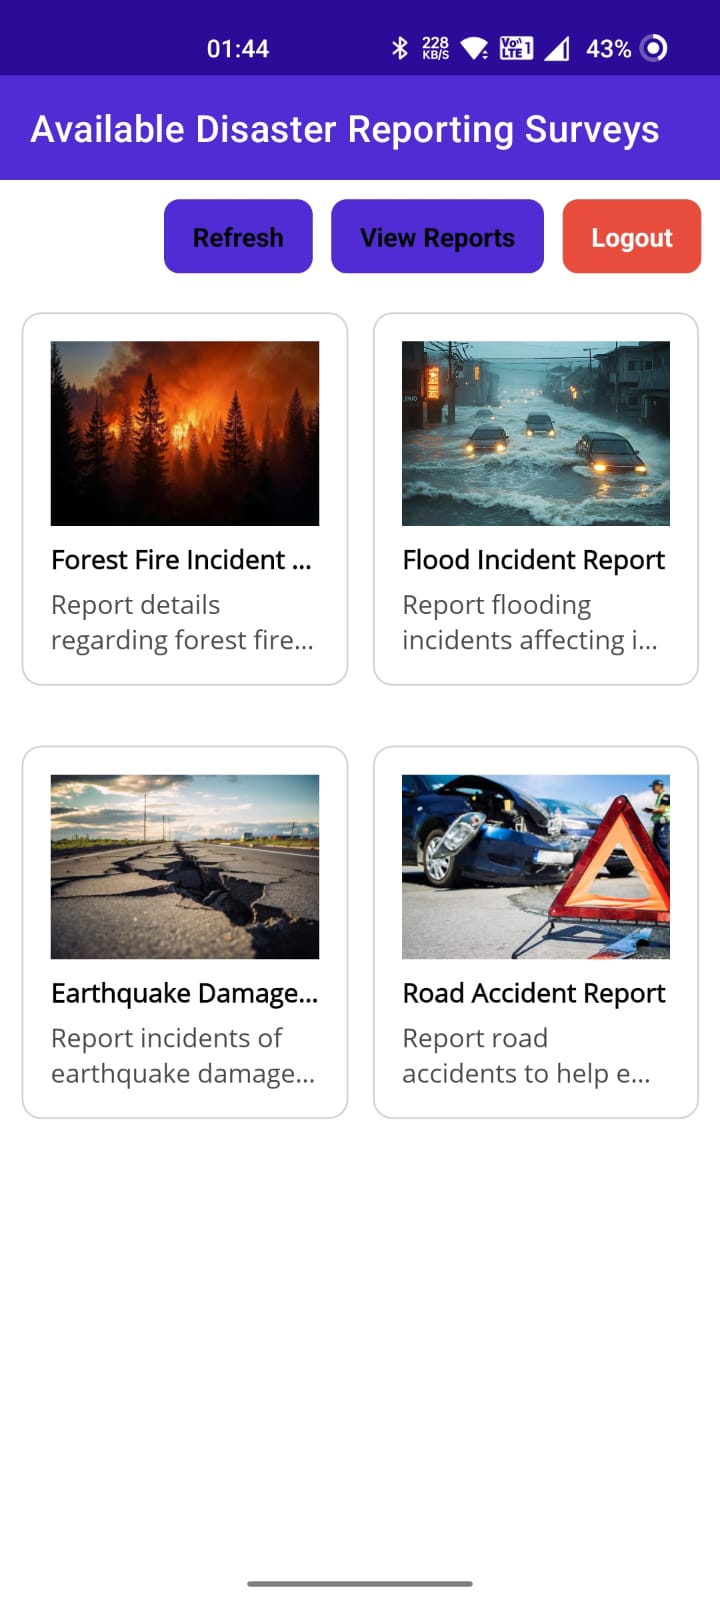 01:44
228
KB/S
Vo))
LTE 1
43%
Available Disaster Reporting Surveys
Refresh
View Reports
Logout
Forest Fire Incident ...
Report details
regarding forest fire...
Flood Incident Report
Report flooding
incidents affecting i...
Earthquake Damage...
Report incidents of
earthquake damage...
Road Accident Report
Report road
accidents to help e...